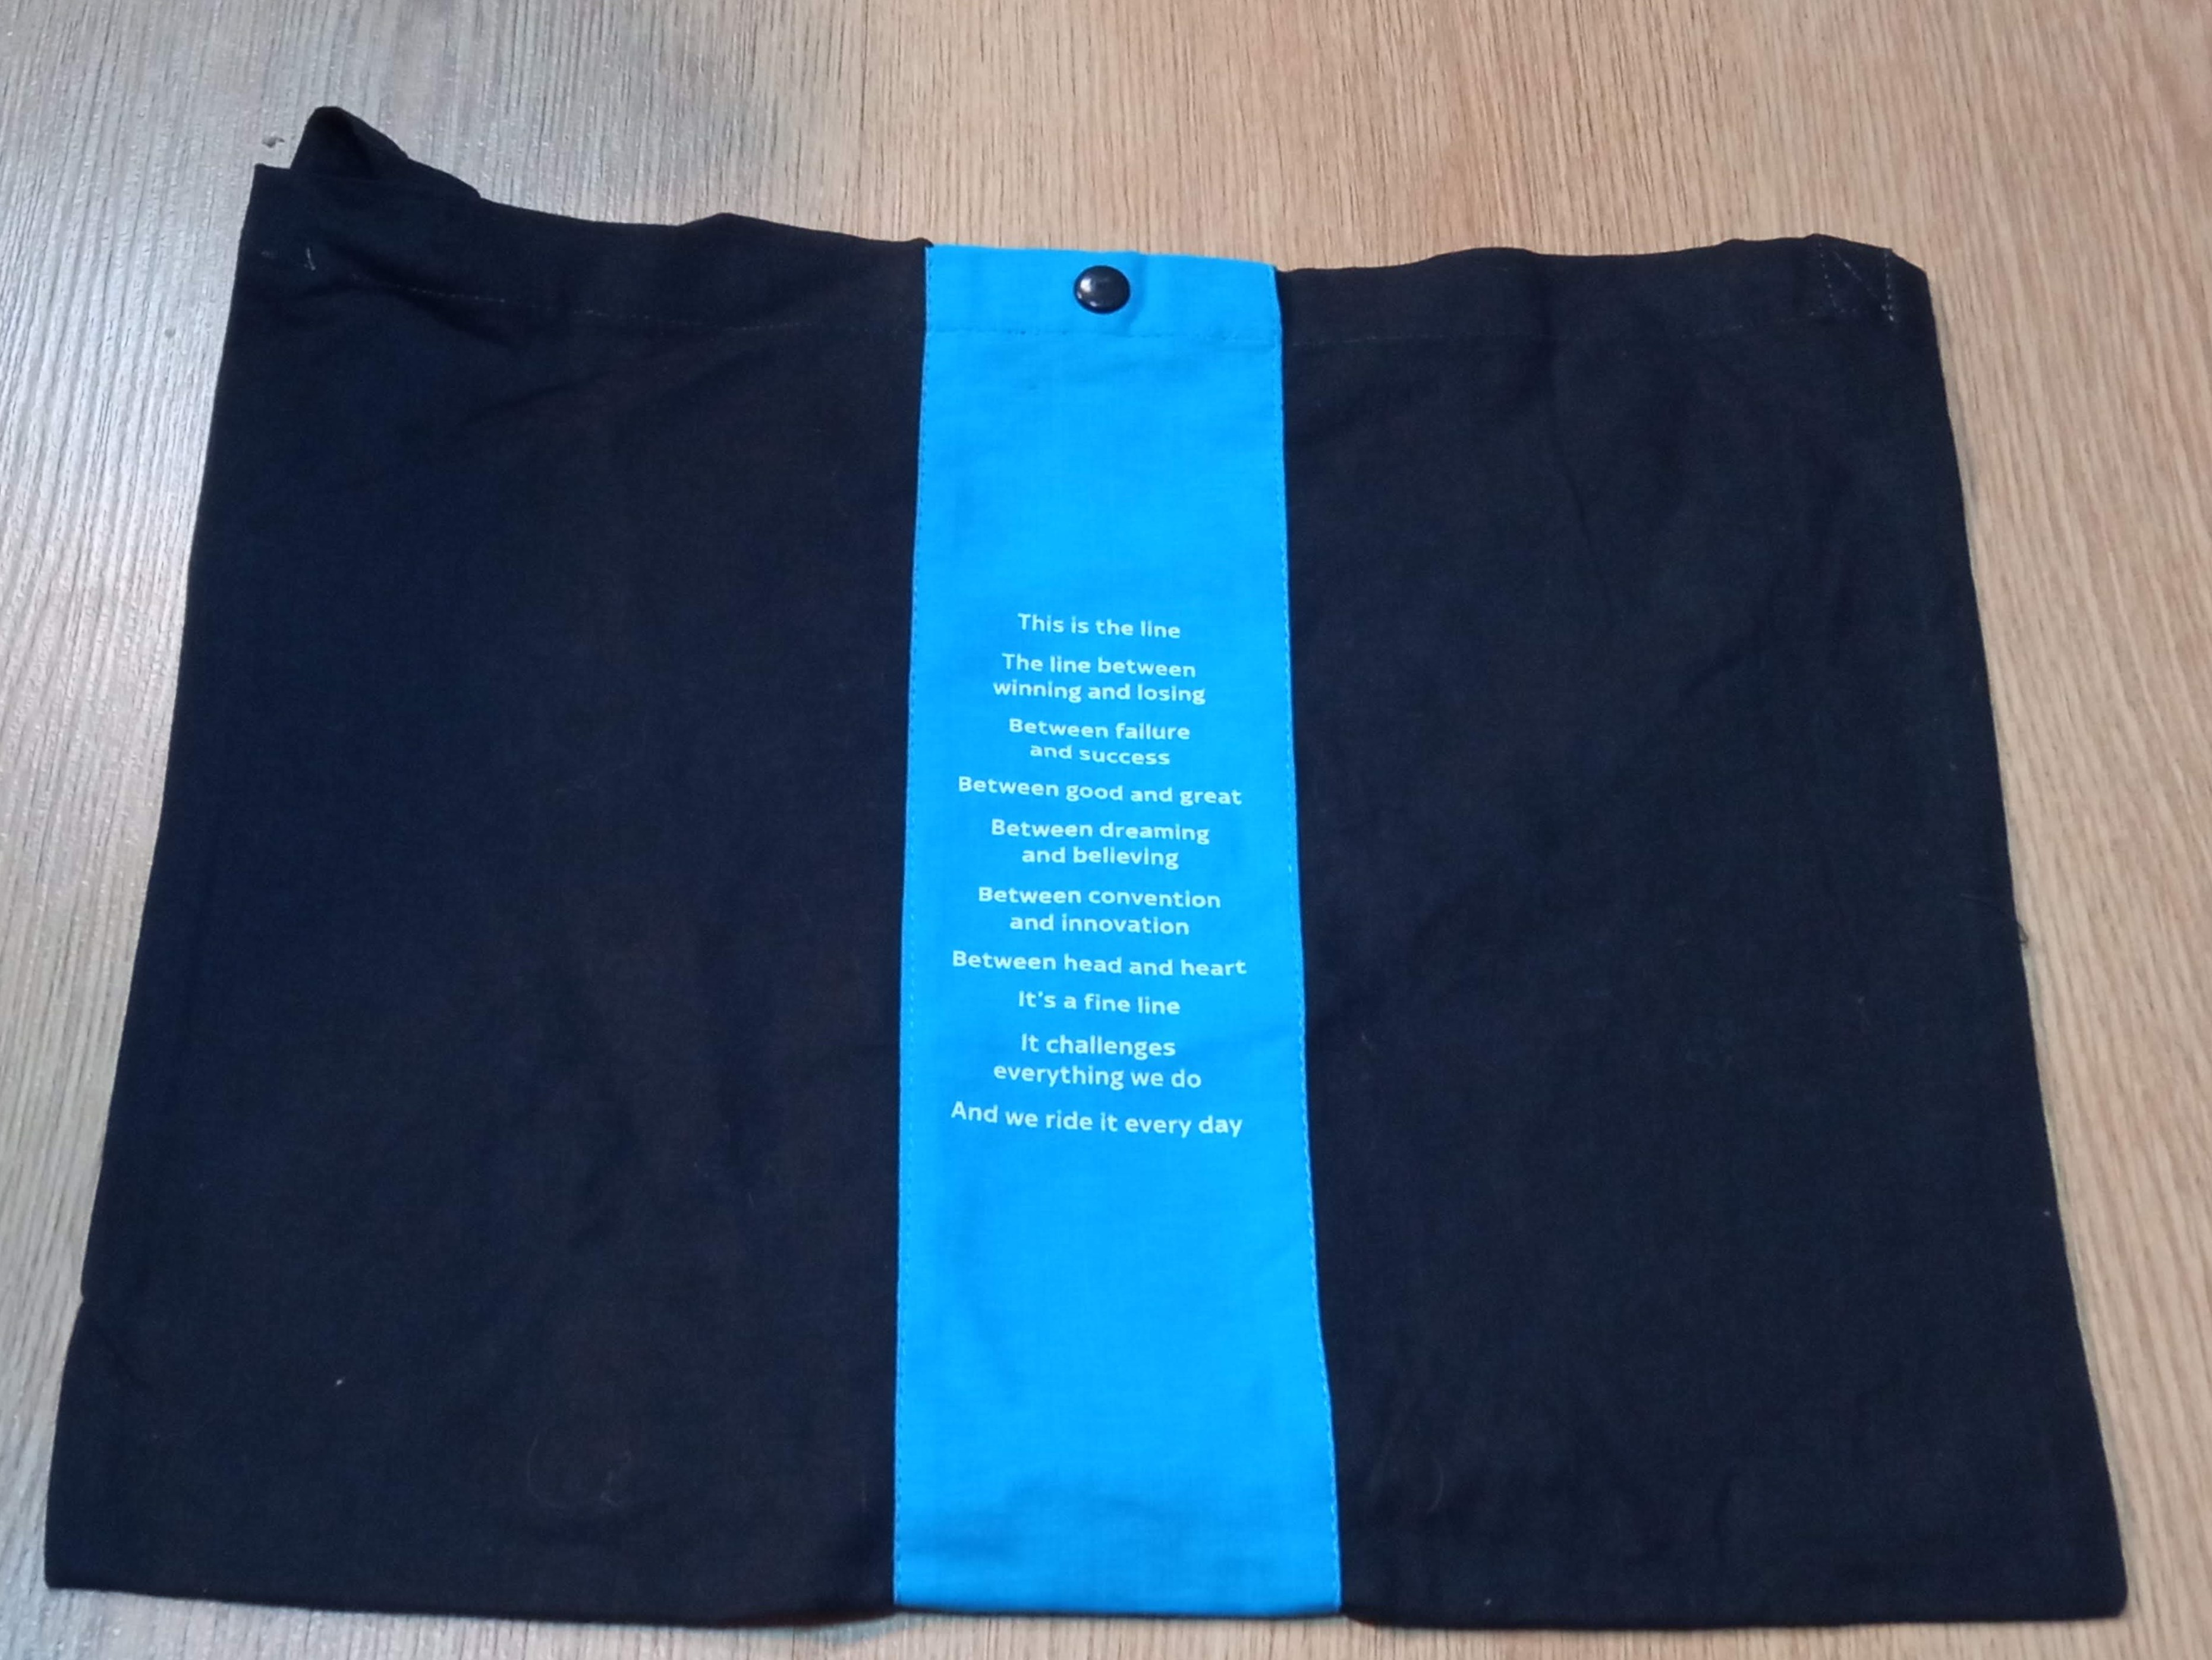 This is the line
The line between
winning and losing
Between failure
and success
Between good and great
Between dreaming
and believing
Between convention
and innovation
Between head and heart
It's a fine line
It challenges
everything we do
And we ride it every day